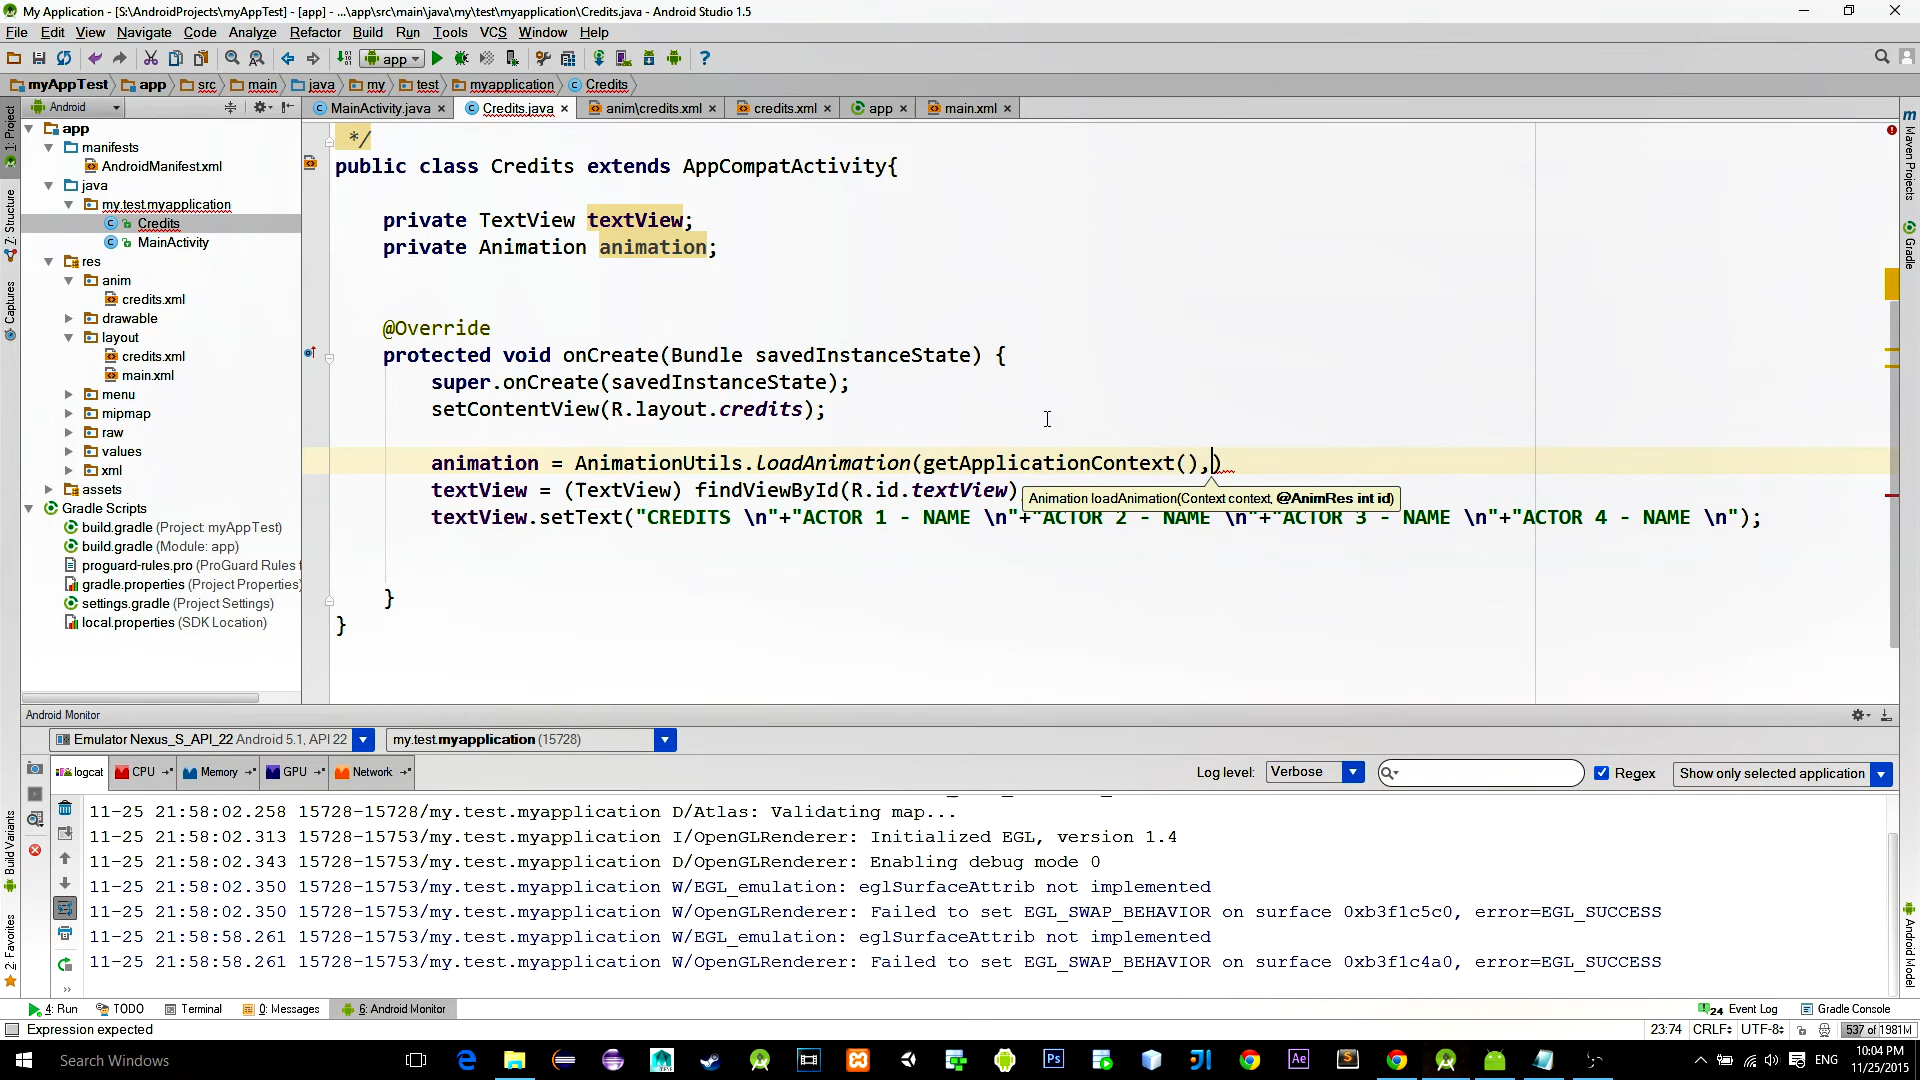 My Application - [S:\AndroidProjects\myAppTest] - [app] - ...\app\src\main\java\my\test\myapplication\Credits.java - Android Studio 1.5
File Edit View Navigate Code Analyze Refactor Build Run Tools VCS Window Help
app
myAppTest app src main java my test myapplication Credits
Android
MainActivity.java Credits.java anim\credits.xml credits.xml app main.xml
1: Project
Z: Structure
Captures
Build Variants
2: Favorites
app
manifests
AndroidManifest.xml
java
my.test.myapplication
Credits
MainActivity
res
anim
credits.xml
drawable
layout
credits.xml
main.xml
menu
mipmap
raw
values
xml
assets
Gradle Scripts
build.gradle (Project: myAppTest)
build.gradle (Module: app)
proguard-rules.pro (ProGuard Rules f
gradle.properties (Project Properties)
settings.gradle (Project Settings)
local.properties (SDK Location)
*/
public class Credits extends AppCompatActivity{
private TextView textView;
private Animation animation;
@Override
protected void onCreate(Bundle savedInstanceState) {
super.onCreate(savedInstanceState);
setContentView(R.layout.credits);
animation = AnimationUtils.loadAnimation(getApplicationContext(),)
textView = (TextView) findViewById(R.id.textView)
Animation loadAnimation(Context context, @AnimRes int id)
textView.setText("CREDITS \n"+"ACTOR 1 - NAME \n"+"ACTOR 2 - NAME \n"+"ACTOR 3 - NAME \n"+"ACTOR 4 - NAME \n");
}
}
m
Maven Projects
Gradle
Android Model
Android Monitor
Emulator Nexus_S_API_22 Android 5.1, API 22 my.test.myapplication (15728)
logcat CPU Memory GPU Network Log level: Verbose Regex Show only selected application
11-25 21:58:02.258 15728-15728/my.test.myapplication D/Atlas: Validating map...
11-25 21:58:02.313 15728-15753/my.test.myapplication I/OpenGLRenderer: Initialized EGL, version 1.4
11-25 21:58:02.343 15728-15753/my.test.myapplication D/OpenGLRenderer: Enabling debug mode 0
11-25 21:58:02.350 15728-15753/my.test.myapplication W/EGL_emulation: eglSurfaceAttrib not implemented
11-25 21:58:02.350 15728-15753/my.test.myapplication W/OpenGLRenderer: Failed to set EGL_SWAP_BEHAVIOR on surface 0xb3f1c5c0, error=EGL_SUCCESS
11-25 21:58:58.261 15728-15753/my.test.myapplication W/EGL_emulation: eglSurfaceAttrib not implemented
11-25 21:58:58.261 15728-15753/my.test.myapplication W/OpenGLRenderer: Failed to set EGL_SWAP_BEHAVIOR on surface 0xb3f1c4a0, error=EGL_SUCCESS
4: Run TODO Terminal 0: Messages 6: Android Monitor 24 Event Log Gradle Console
Expression expected 23:74 CRLF UTF-8 537 of 1981M
Search Windows
ENG
10:04 PM
11/25/2015